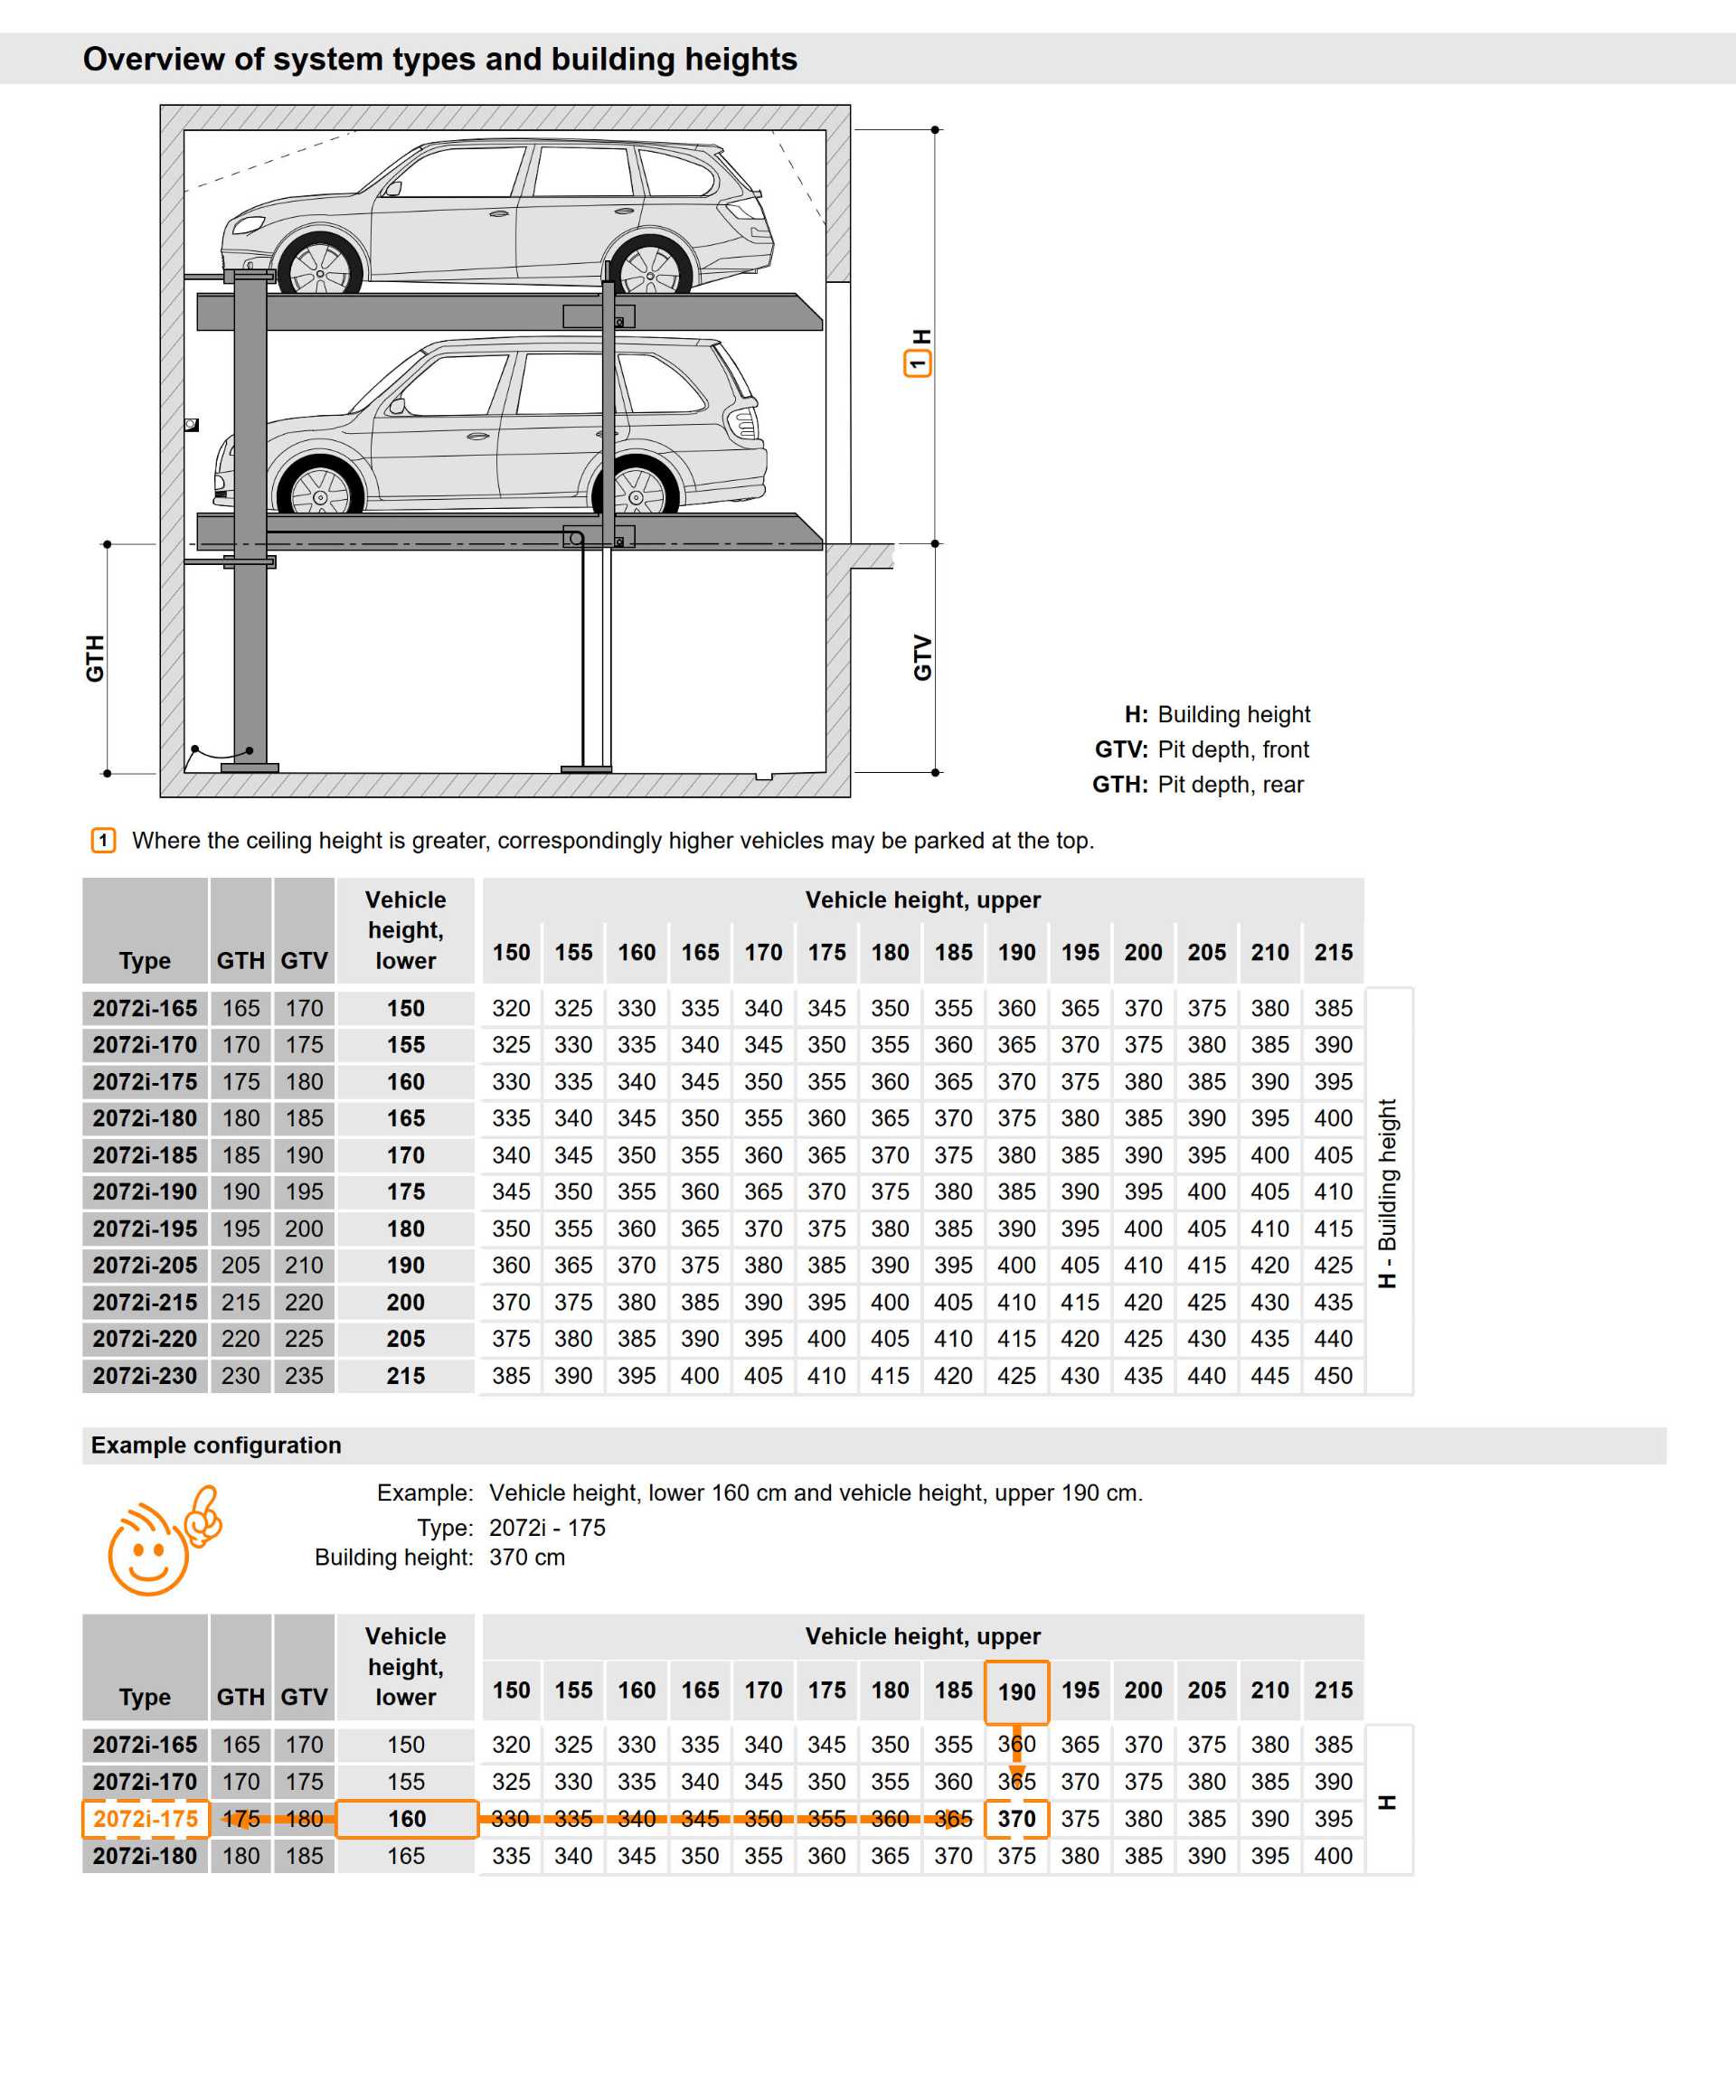 Overview of system types and building heights
1 H
GTH
GTV
H: Building height
GTV: Pit depth, front
GTH: Pit depth, rear
1 Where the ceiling height is greater, correspondingly higher vehicles may be parked at the top.
Type GTH GTV Vehicle height, lower Vehicle height, upper
150 155 160 165 170 175 180 185 190 195 200 205 210 215
2072i-165 165 170 150 320 325 330 335 340 345 350 355 360 365 370 375 380 385
2072i-170 170 175 155 325 330 335 340 345 350 355 360 365 370 375 380 385 390
2072i-175 175 180 160 330 335 340 345 350 355 360 365 370 375 380 385 390 395
2072i-180 180 185 165 335 340 345 350 355 360 365 370 375 380 385 390 395 400
2072i-185 185 190 170 340 345 350 355 360 365 370 375 380 385 390 395 400 405
2072i-190 190 195 175 345 350 355 360 365 370 375 380 385 390 395 400 405 410
2072i-195 195 200 180 350 355 360 365 370 375 380 385 390 395 400 405 410 415
2072i-205 205 210 190 360 365 370 375 380 385 390 395 400 405 410 415 420 425
2072i-215 215 220 200 370 375 380 385 390 395 400 405 410 415 420 425 430 435
2072i-220 220 225 205 375 380 385 390 395 400 405 410 415 420 425 430 435 440
2072i-230 230 235 215 385 390 395 400 405 410 415 420 425 430 435 440 445 450
H - Building height
Example configuration
Example: Vehicle height, lower 160 cm and vehicle height, upper 190 cm.
Type: 2072i - 175
Building height: 370 cm
Type GTH GTV Vehicle height, lower Vehicle height, upper
150 155 160 165 170 175 180 185 190 195 200 205 210 215
2072i-165 165 170 150 320 325 330 335 340 345 350 355 360 365 370 375 380 385
2072i-170 170 175 155 325 330 335 340 345 350 355 360 365 370 375 380 385 390
2072i-175 175 180 160 330 335 340 345 350 355 360 365 370 375 380 385 390 395
2072i-180 180 185 165 335 340 345 350 355 360 365 370 375 380 385 390 395 400
H